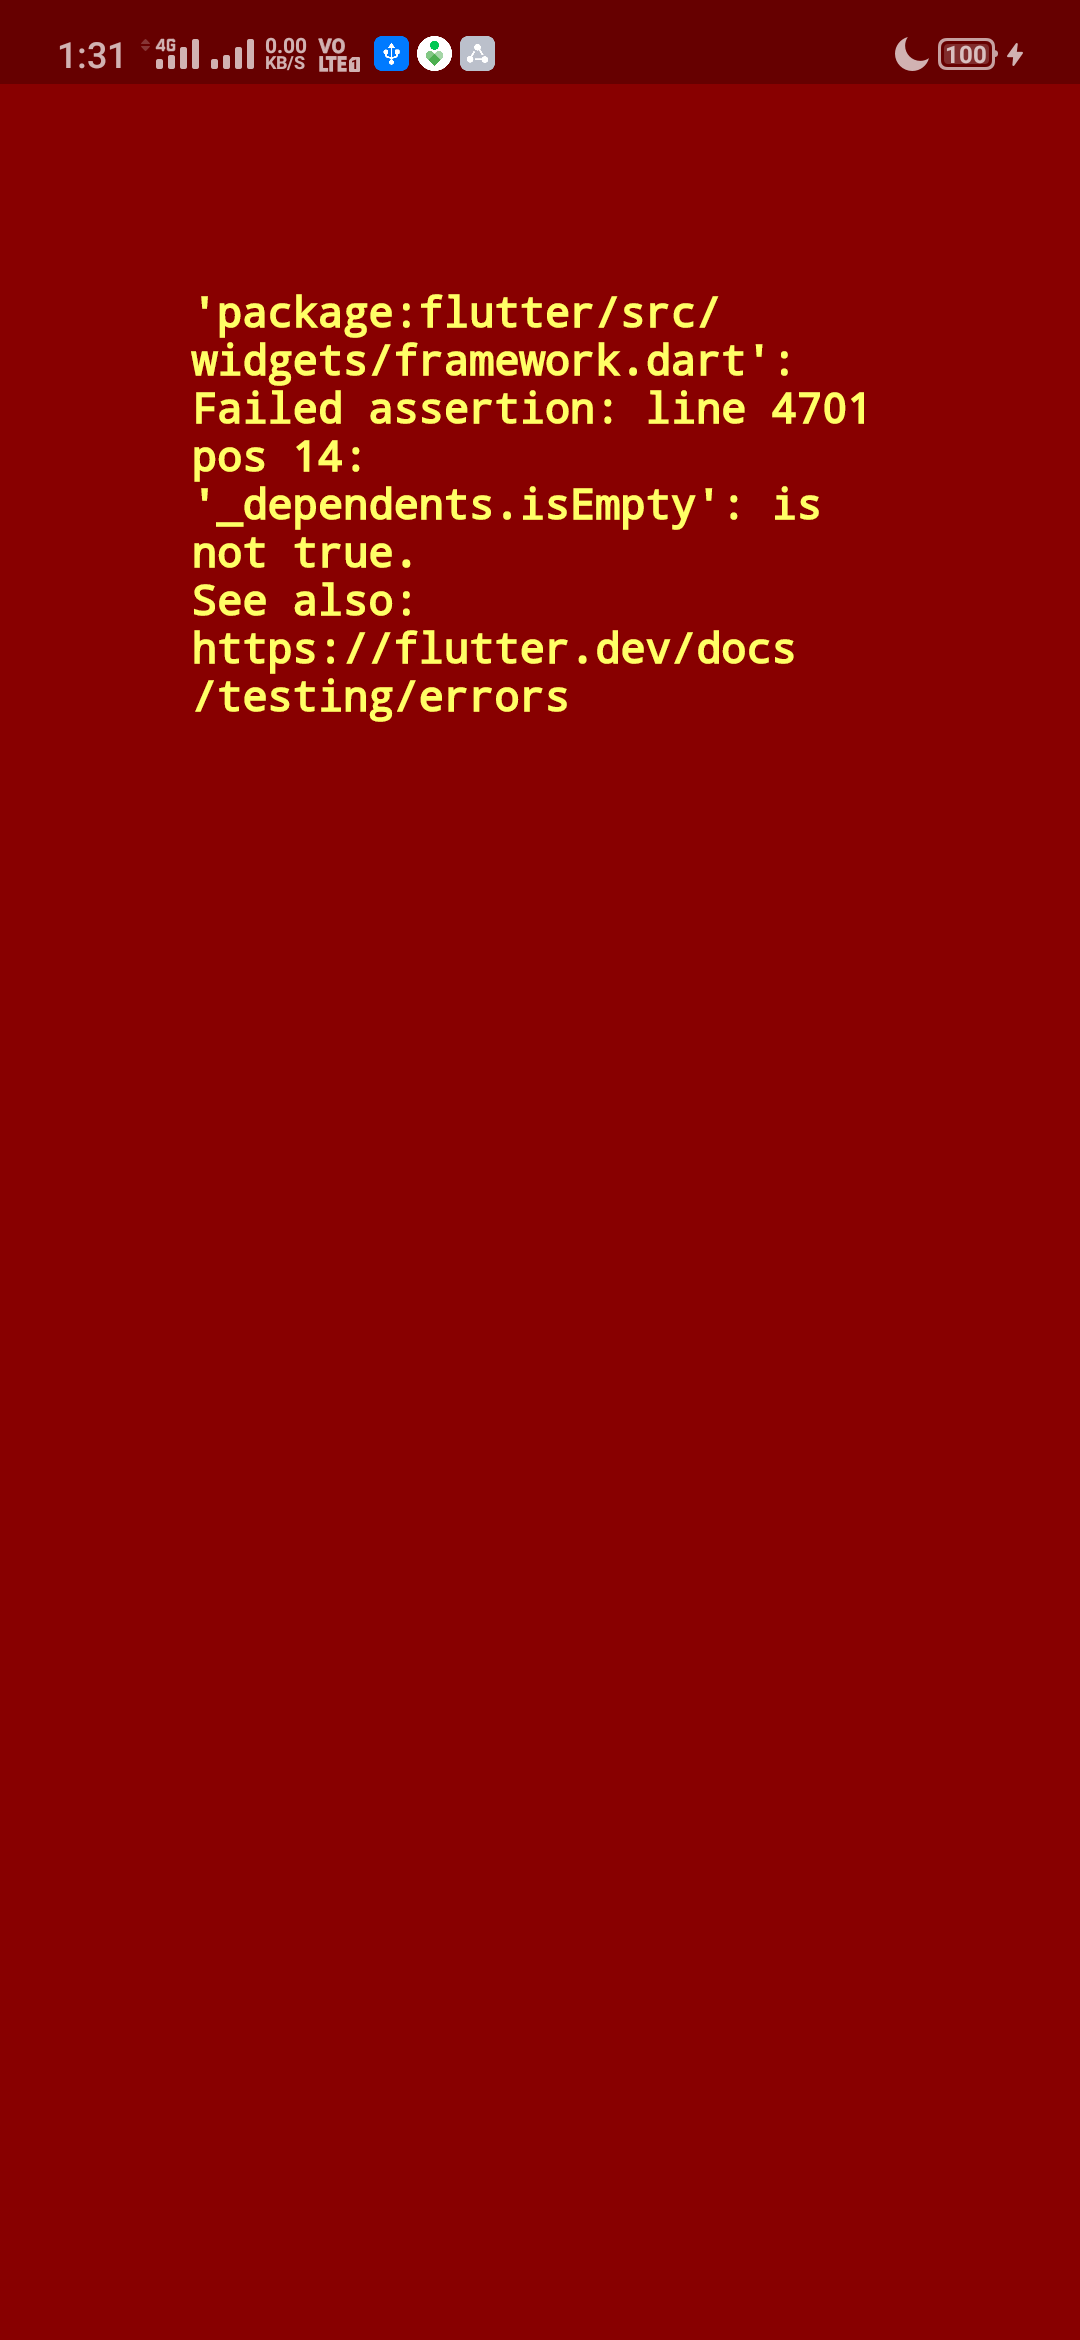 1:31 4G 0.00 KB/S VO LTE 1 100
'package:flutter/src/
widgets/framework.dart':
Failed assertion: line 4701
pos 14:
'_dependents.isEmpty': is
not true.
See also:
https://flutter.dev/docs
/testing/errors